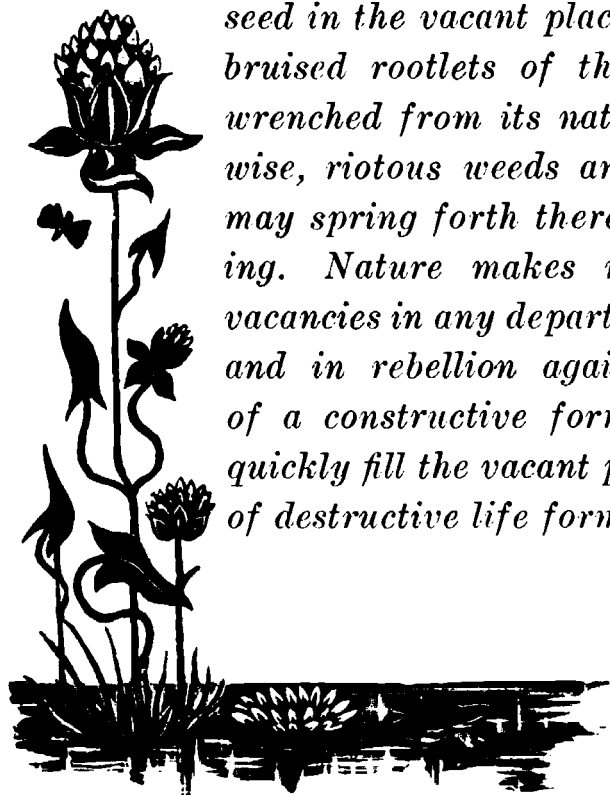 seed in the vacant plac
bruised rootlets of th
wrenched from its nat
wise, riotous weeds an
may spring forth there
ing. Nature makes
vacancies in any depart
and in rebellion agai
of a constructive for
quickly fill the vacant p
of destructive life form